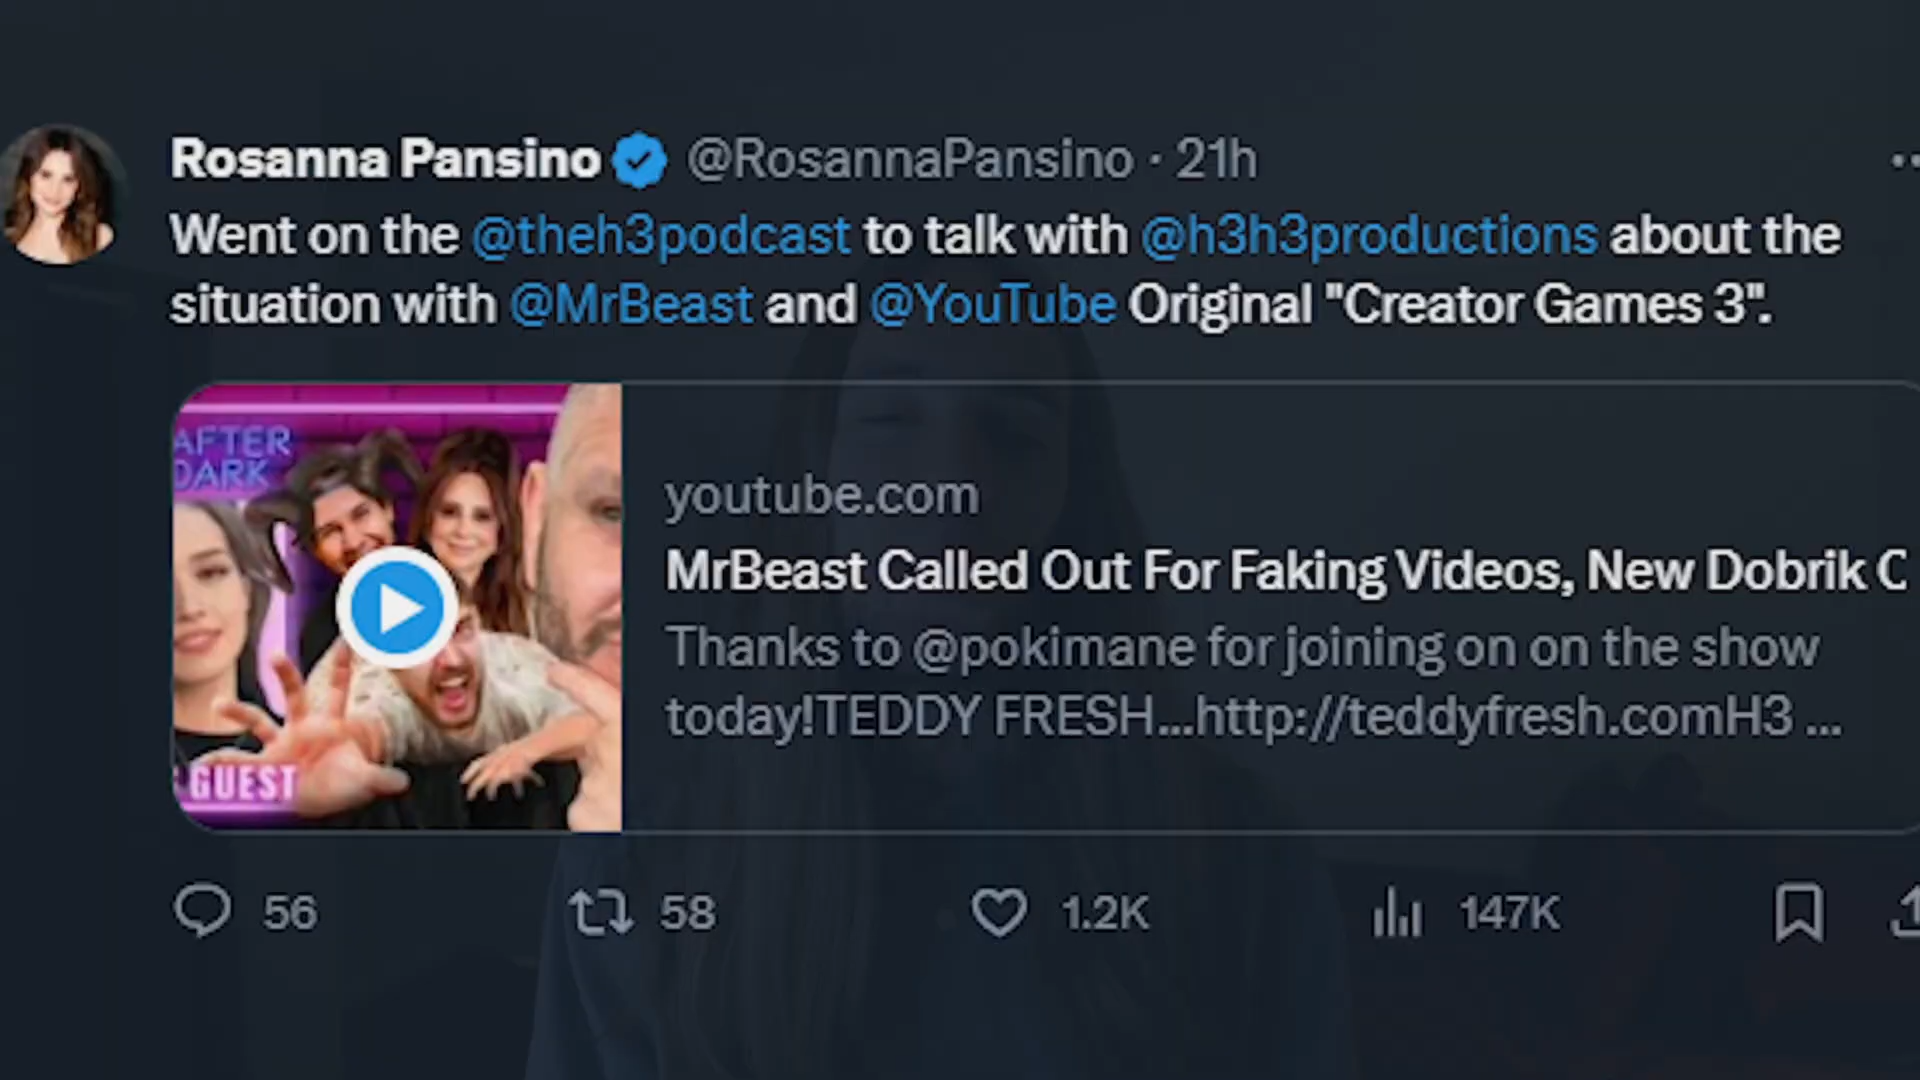 Rosanna Pansino @RosannaPansino · 21h
Went on the @theh3podcast to talk with @h3h3productions about the
situation with @MrBeast and @YouTube Original "Creator Games 3".
AFTER
DARK
GUEST
youtube.com
MrBeast Called Out For Faking Videos, New Dobrik C
Thanks to @pokimane for joining on on the show
today!TEDDY FRESH...http://teddyfresh.comH3 ...
56 58 1.2K 147K